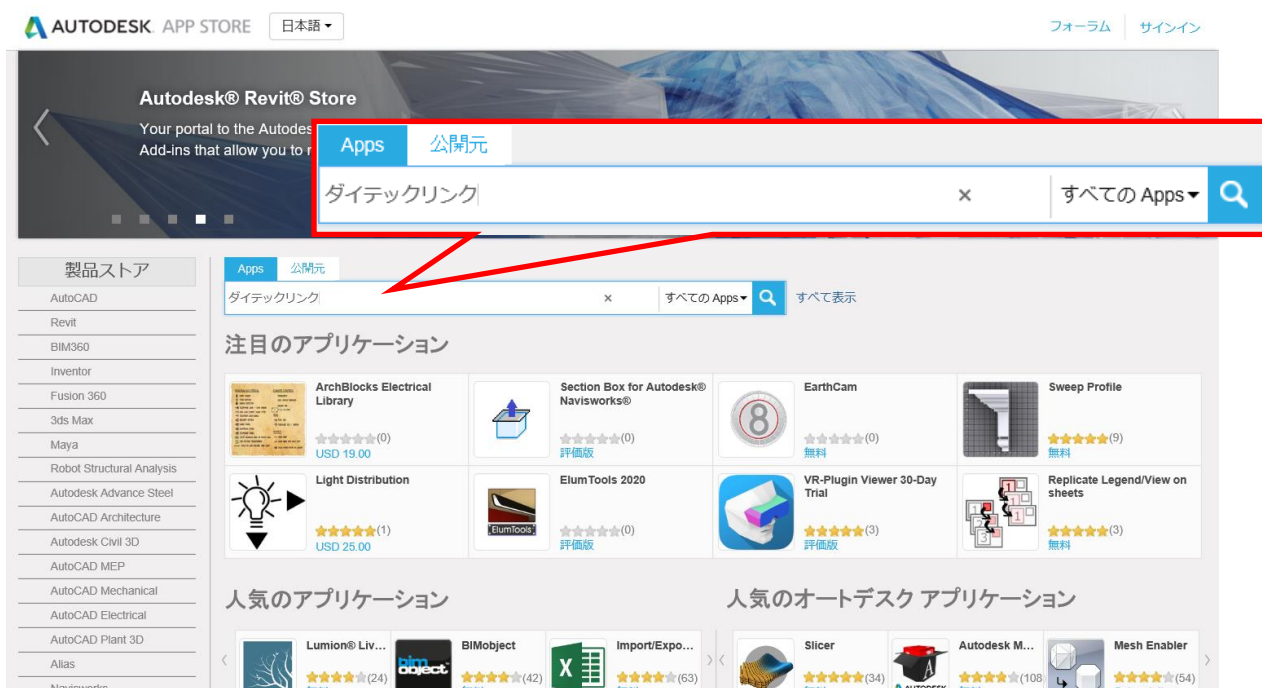 AUTODESK. APP STORE 日本語
フォーラム サインイン
Autodesk® Revit® Store
Your portal to the Autodes
Add-ins that allow you to
Apps 公開元
ダイテックリンク × すべての Apps
製品ストア
AutoCAD
Revit
BIM360
Inventor
Fusion 360
3ds Max
Maya
Robot Structural Analysis
Autodesk Advance Steel
AutoCAD Architecture
Autodesk Civil 3D
AutoCAD MEP
AutoCAD Mechanical
AutoCAD Electrical
AutoCAD Plant 3D
Alias
Navisworks
Apps 公開元
ダイテックリンク × すべての Apps すべて表示
注目のアプリケーション
ArchBlocks Electrical
Library
(0)
USD 19.00
Section Box for Autodesk®
Navisworks®
(0)
評価版
EarthCam
(0)
無料
Sweep Profile
(9)
無料
Light Distribution
(1)
USD 25.00
ElumTools
ElumTools 2020
(0)
評価版
VR-Plugin Viewer 30-Day
Trial
(3)
評価版
Replicate Legend/View on
sheets
(3)
無料
人気のアプリケーション
Lumion® Liv...
(24)
bim
object.
BIMobject
(42)
Import/Expo...
(63)
人気のオートデスク アプリケーション
Slicer
(34)
AUTODESK
Autodesk M...
(108
Mesh Enabler
(54)